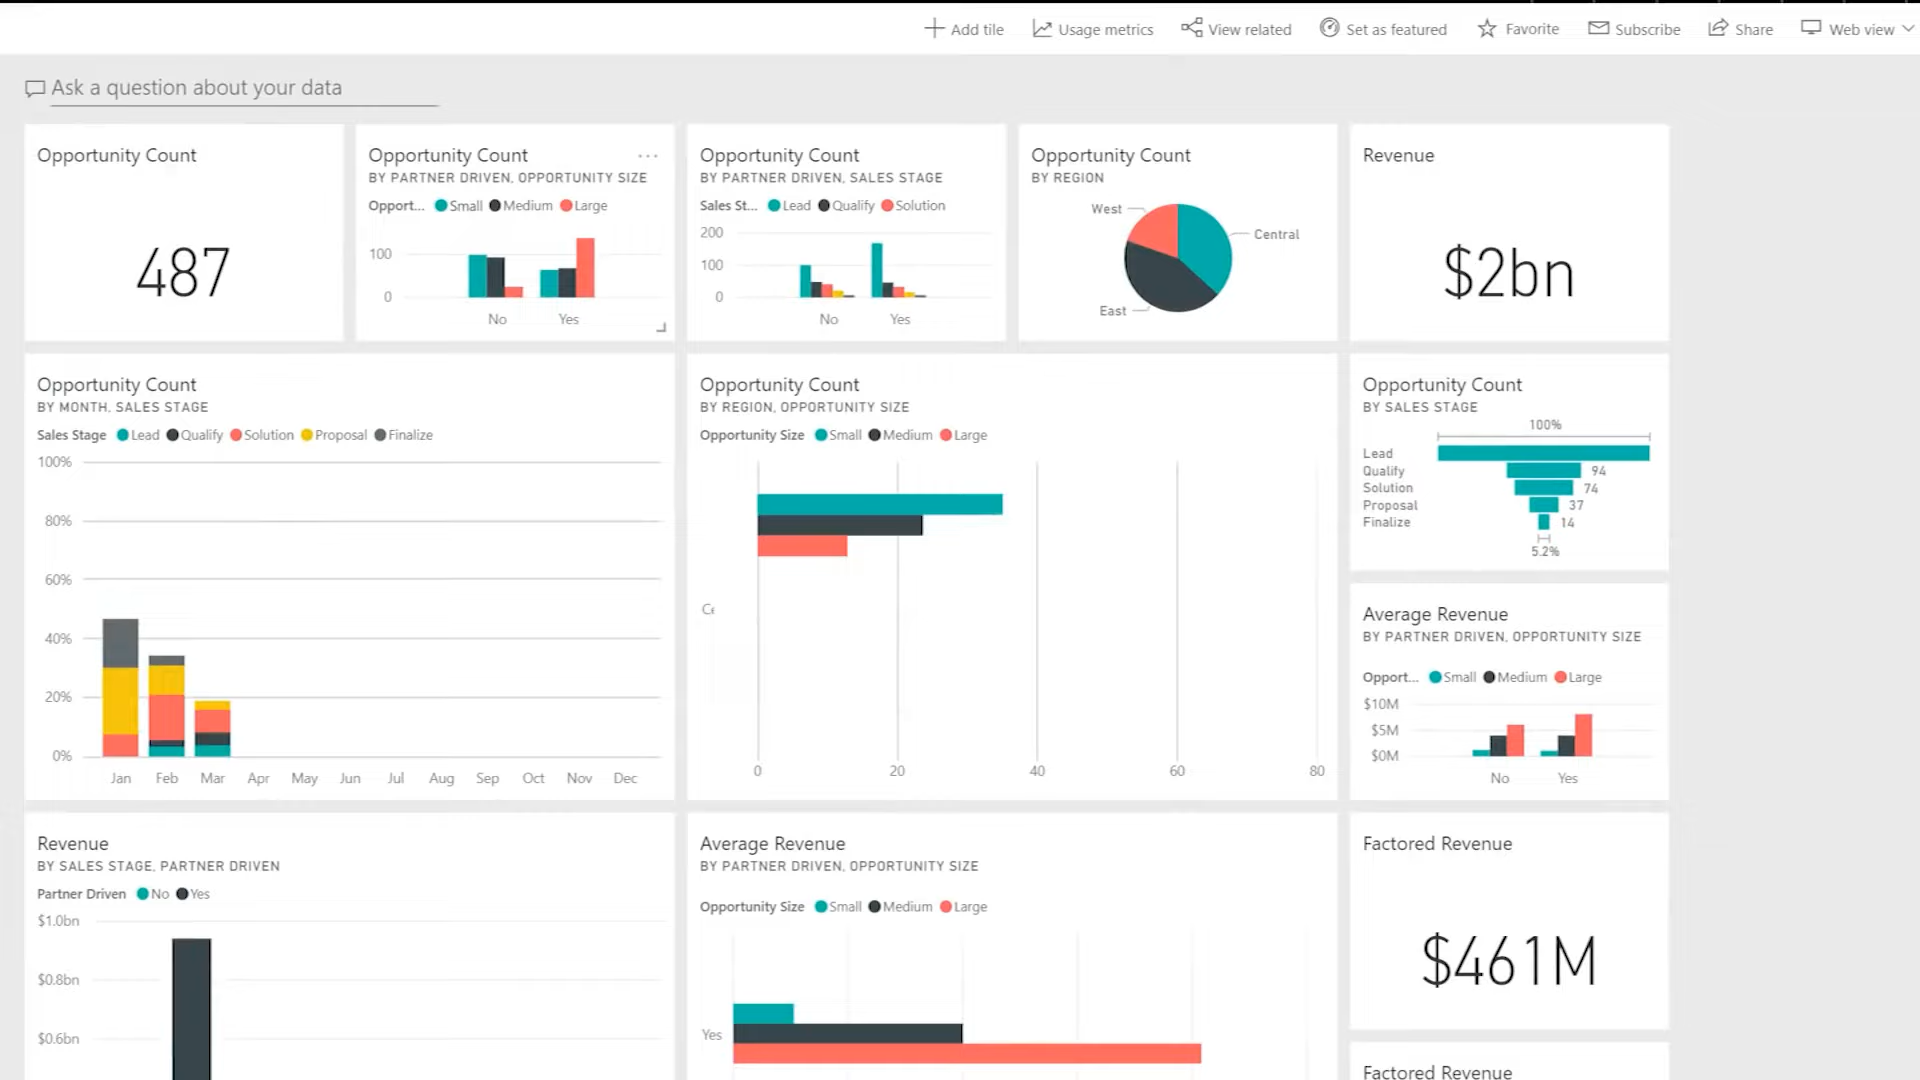 Add tile Usage metrics View related Set as featured Favorite Subscribe Share Web view
Ask a question about your data
Opportunity Count
487
Opportunity Count
BY PARTNER DRIVEN, OPPORTUNITY SIZE
Opport... Small Medium Large
100
0
No Yes
Opportunity Count
BY PARTNER DRIVEN, SALES STAGE
Sales St... Lead Qualify Solution
200
100
0
No Yes
Opportunity Count
BY REGION
West
Central
East
Revenue
$2bn
Opportunity Count
BY MONTH, SALES STAGE
Sales Stage Lead Qualify Solution Proposal Finalize
100%
80%
60%
40%
20%
0%
Jan Feb Mar Apr May Jun Jul Aug Sep Oct Nov Dec
Opportunity Count
BY REGION, OPPORTUNITY SIZE
Opportunity Size Small Medium Large
0 20 40 60 80
Opportunity Count
BY SALES STAGE
100%
Lead
Qualify 94
Solution 74
Proposal 37
Finalize 14
5.2%
Average Revenue
BY PARTNER DRIVEN, OPPORTUNITY SIZE
Opport... Small Medium Large
$10M
$5M
$0M
No Yes
Revenue
BY SALES STAGE, PARTNER DRIVEN
Partner Driven No Yes
$1.0bn
$0.8bn
$0.6bn
Average Revenue
BY PARTNER DRIVEN, OPPORTUNITY SIZE
Opportunity Size Small Medium Large
Yes
Factored Revenue
$461M
Factored Revenue